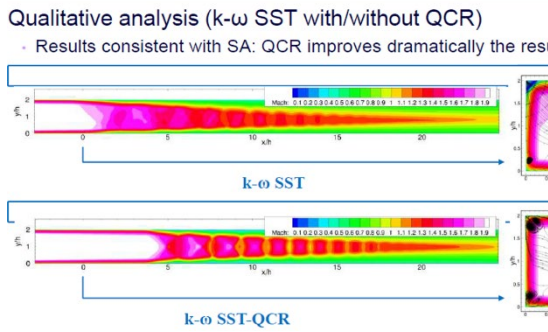 Qualitative analysis (k-ω SST with/without QCR)
Results consistent with SA: QCR improves dramatically the resu
Mach: 0.1 0.2 0.3 0.4 0.5 0.6 0.7 0.8 0.9 1 1.1 1.2 1.3 1.4 1.5 1.6 1.7 1.8 1.9
y/h
2
1
0
0 5 10 15 20
x/h
k-ω SST
Mach: 0.1 0.2 0.3 0.4 0.5 0.6 0.7 0.8 0.9 1 1.1 1.2 1.3 1.4 1.5 1.6 1.7 1.8 1.9
y/h
2
1
0
0 5 10 15 20
x/h
k-ω SST-QCR